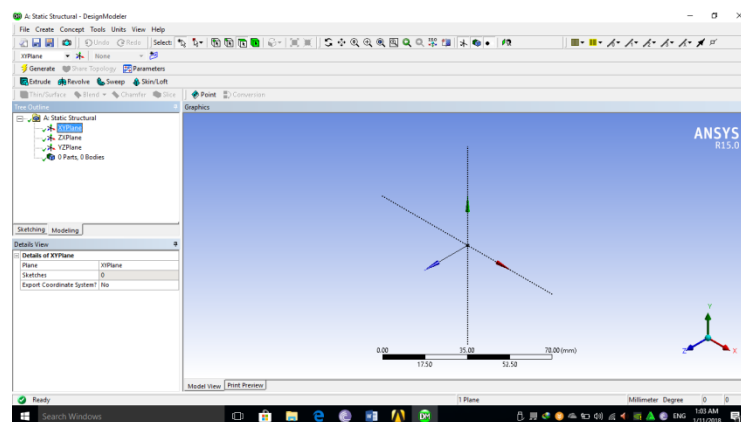 A: Static Structural - DesignModeler
File Create Concept Tools Units View Help
Undo Redo Select:
XYPlane None
Generate Share Topology Parameters
Extrude Revolve Sweep Skin/Loft
Thin/Surface Blend Chamfer Slice Point Conversion
Tree Outline
Graphics
A: Static Structural
XYPlane
ZXPlane
YZPlane
0 Parts, 0 Bodies
ANSYS
R15.0
Sketching Modeling
Details View
Details of XYPlane
Plane XYPlane
Sketches 0
Export Coordinate System? No
0.00 35.00 70.00 (mm)
17.50 52.50
Y
Z X
Model View Print Preview
Ready 1 Plane Millimeter Degree 0 0
Search Windows ENG 1:03 AM
1/11/2018